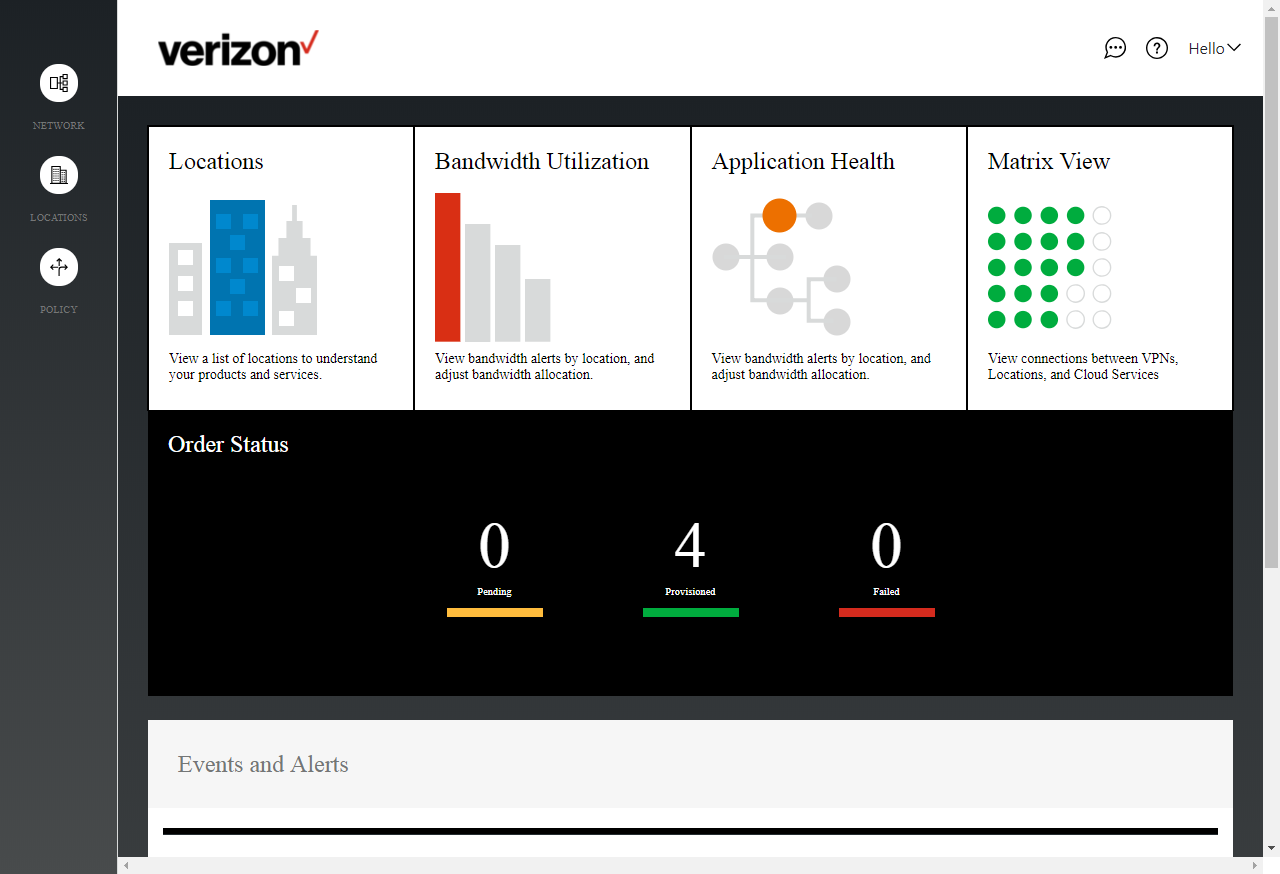 verizon
Hello
NETWORK
LOCATIONS
POLICY
Locations
View a list of locations to understand
your products and services.
Bandwidth Utilization
View bandwidth alerts by location, and
adjust bandwidth allocation.
Application Health
View bandwidth alerts by location, and
adjust bandwidth allocation.
Matrix View
View connections between VPNs,
Locations, and Cloud Services
Order Status
0
Pending
4
Provisioned
0
Failed
Events and Alerts